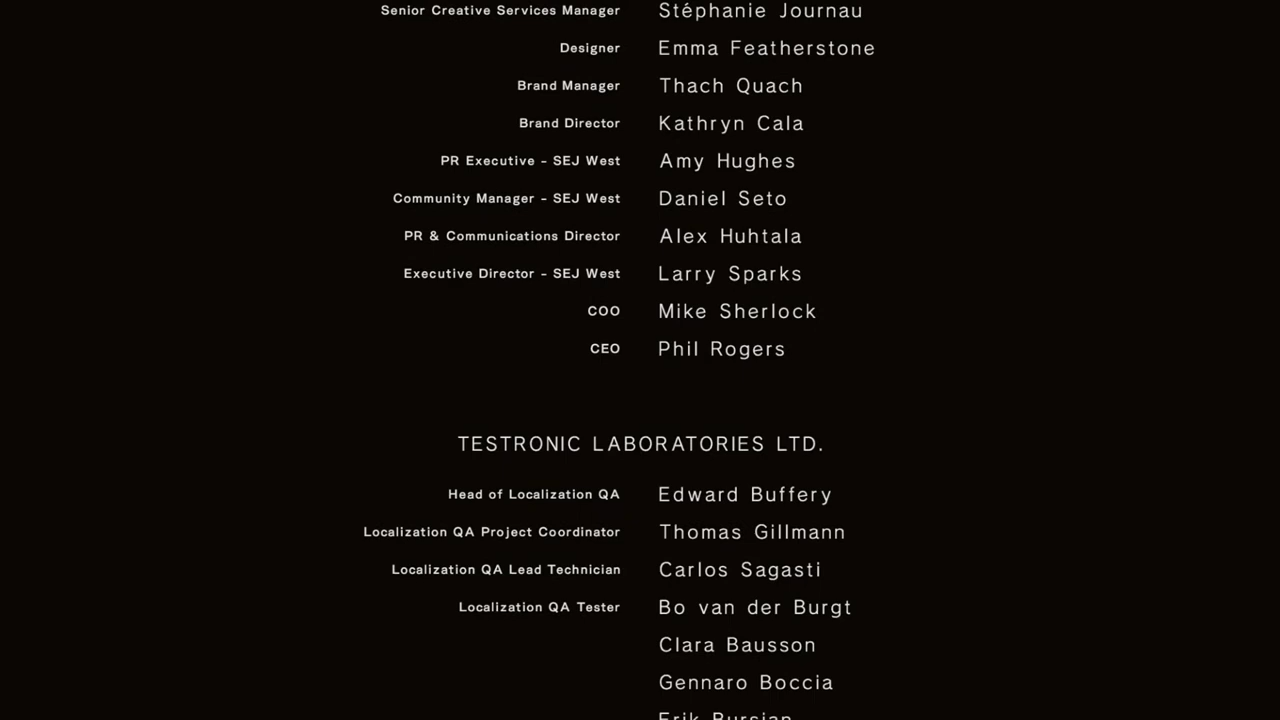 Senior Creative Services Manager Stéphanie Journau
Designer Emma Featherstone
Brand Manager Thach Quach
Brand Director Kathryn Cala
PR Executive - SEJ West Amy Hughes
Community Manager - SEJ West Daniel Seto
PR & Communications Director Alex Huhtala
Executive Director - SEJ West Larry Sparks
COO Mike Sherlock
CEO Phil Rogers
TESTRONIC LABORATORIES LTD.
Head of Localization QA Edward Buffery
Localization QA Project Coordinator Thomas Gillmann
Localization QA Lead Technician Carlos Sagasti
Localization QA Tester Bo van der Burgt
Clara Bausson
Gennaro Boccia
Erik Bursian